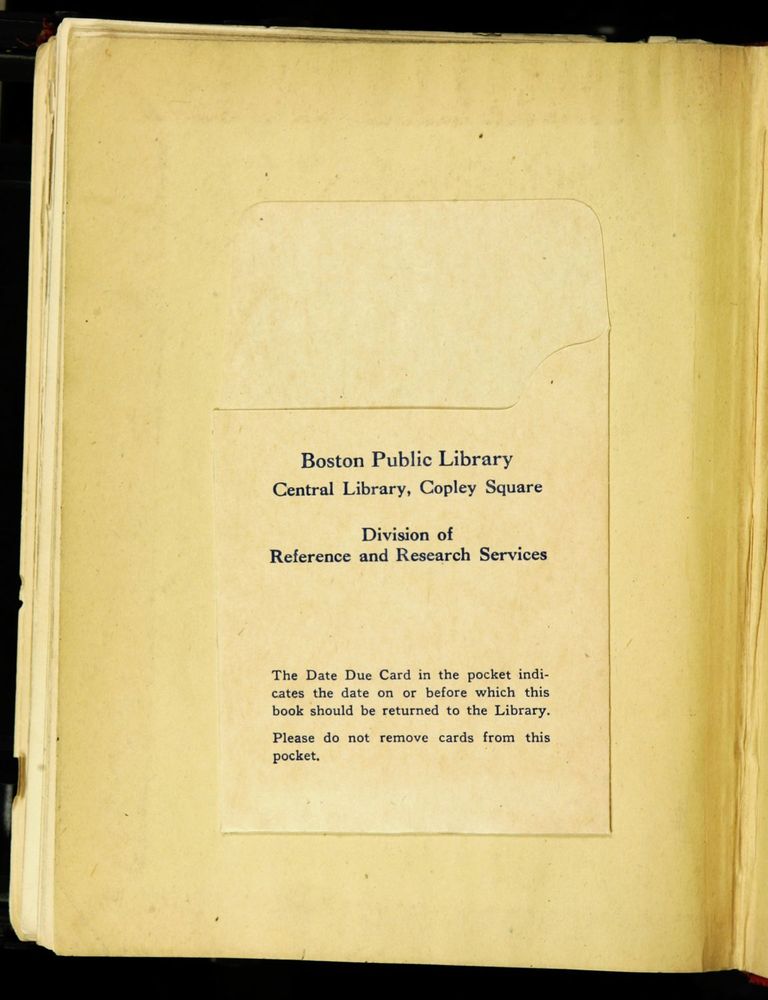 Boston Public Library
Central Library, Copley Square
Division of
Reference and Research Services
The Date Due Card in the pocket indi-
cates the date on or before which this
book should be returned to the Library.
Please do not remove cards from this
pocket.